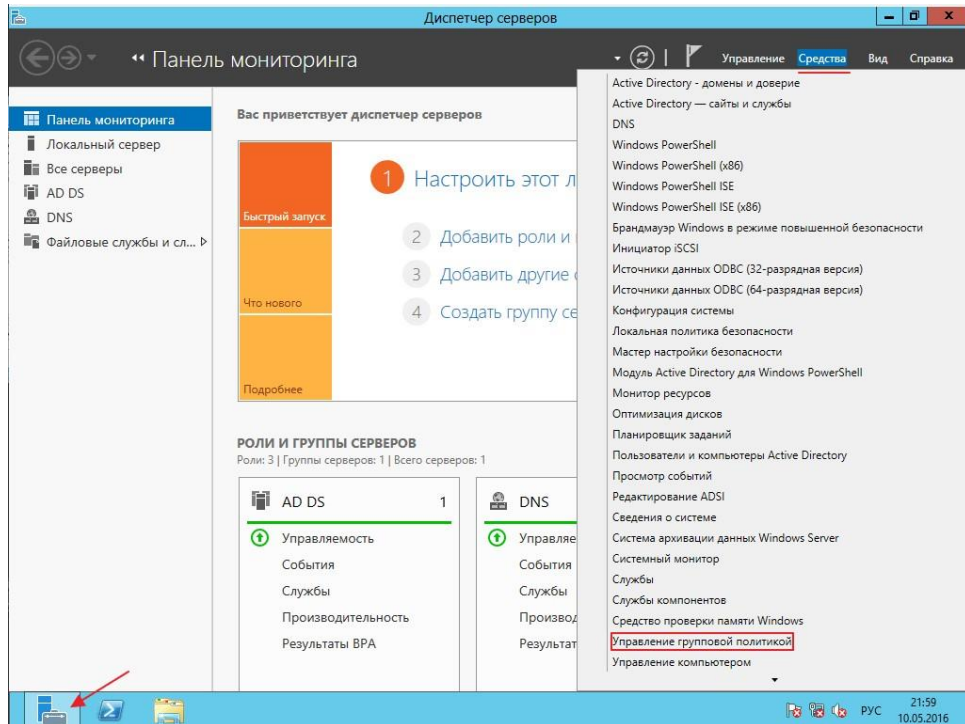 Диспетчер серверов
Панель мониторинга
Управление Средства Вид Справка
Панель мониторинга
Локальный сервер
Все серверы
AD DS
DNS
Файловые службы и сл...
Вас приветствует диспетчер серверов
Быстрый запуск
Что нового
Подробнее
1 Настроить этот л
2 Добавить роли и
3 Добавить другие
4 Создать группу се
РОЛИ И ГРУППЫ СЕРВЕРОВ
Роли: 3 | Группы серверов: 1 | Всего серверов: 1
AD DS 1
Управляемость
События
Службы
Производительность
Результаты BPA
DNS
Управляе
События
Службы
Производ
Результат
Active Directory - домены и доверие
Active Directory — сайты и службы
DNS
Windows PowerShell
Windows PowerShell (x86)
Windows PowerShell ISE
Windows PowerShell ISE (x86)
Брандмауэр Windows в режиме повышенной безопасности
Инициатор iSCSI
Источники данных ODBC (32-разрядная версия)
Источники данных ODBC (64-разрядная версия)
Конфигурация системы
Локальная политика безопасности
Мастер настройки безопасности
Модуль Active Directory для Windows PowerShell
Монитор ресурсов
Оптимизация дисков
Планировщик заданий
Пользователи и компьютеры Active Directory
Просмотр событий
Редактирование ADSI
Сведения о системе
Система архивации данных Windows Server
Системный монитор
Службы
Службы компонентов
Средство проверки памяти Windows
Управление групповой политикой
Управление компьютером
РУС
21:59
10.05.2016